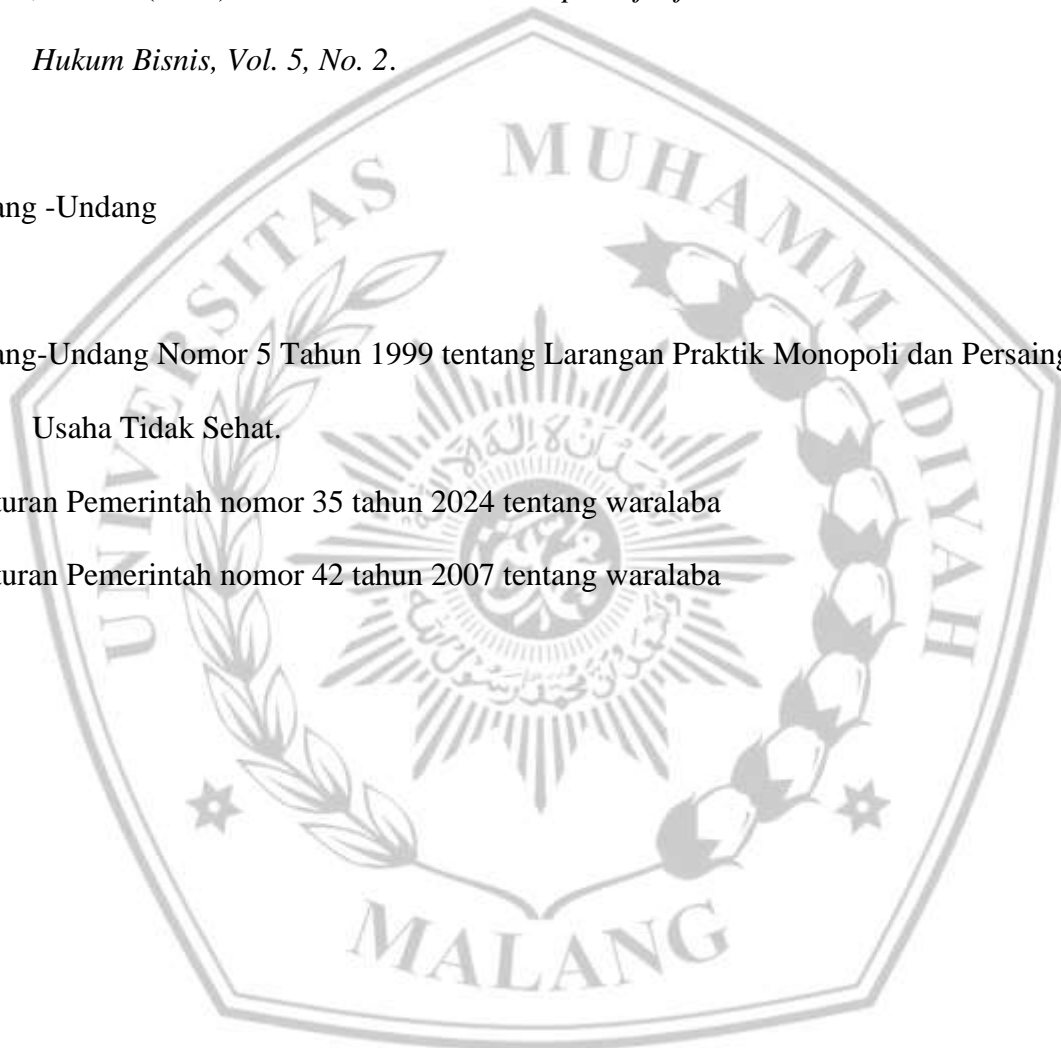 Hukum Bisnis, Vol. 5, No. 2.
ang -Undang
ang-Undang Nomor 5 Tahun 1999 tentang Larangan Praktik Monopoli dan Persaing
Usaha Tidak Sehat.
turan Pemerintah nomor 35 tahun 2024 tentang waralaba
turan Pemerintah nomor 42 tahun 2007 tentang waralaba
UNIVERSITAS MUHAMMADIYAH
MALANG